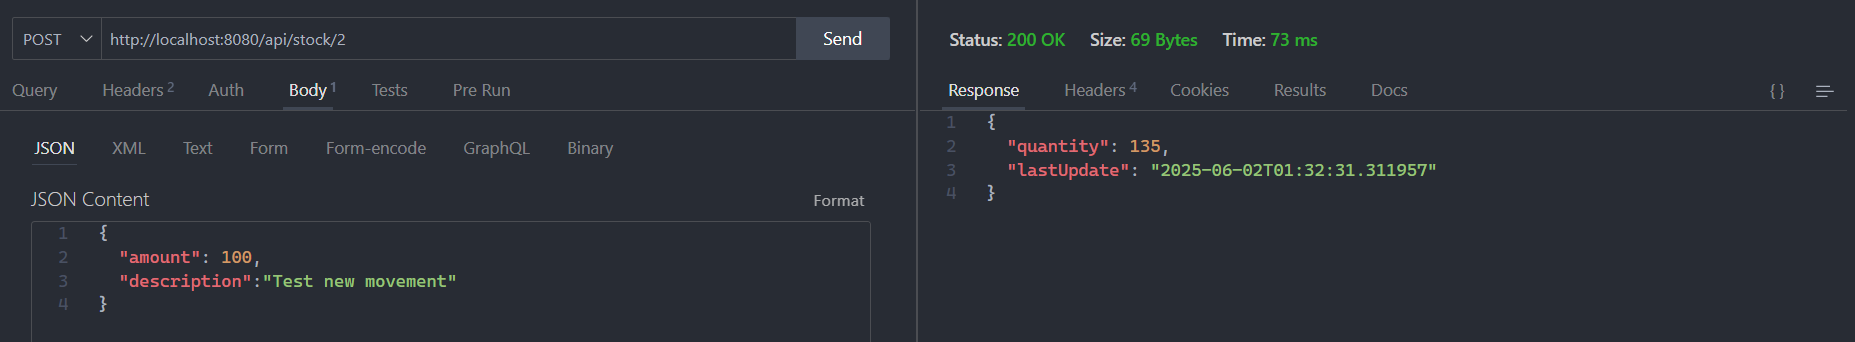 POST http://localhost:8080/api/stock/2 Send
Query Headers 2 Auth Body 1 Tests Pre Run
JSON XML Text Form Form-encode GraphQL Binary
JSON Content Format
1 {
2 "amount": 100,
3 "description":"Test new movement"
4 }
Status: 200 OK Size: 69 Bytes Time: 73 ms
Response Headers 4 Cookies Results Docs { }
1 {
2 "quantity": 135,
3 "lastUpdate": "2025-06-02T01:32:31.311957"
4 }